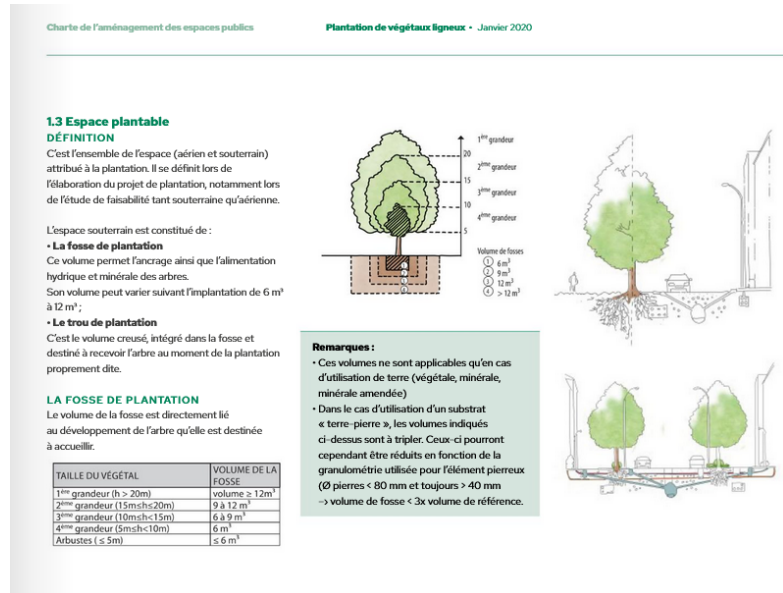 Charte de l'aménagement des espaces publics
Plantation de végétaux ligneux • Janvier 2020
1.3 Espace plantable
DÉFINITION
C'est l'ensemble de l'espace (aérien et souterrain)
attribué à la plantation. Il se définit lors de
l'élaboration du projet de plantation, notamment lors
de l'étude de faisabilité tant souterraine qu'aérienne.
L'espace souterrain est constitué de :
• La fosse de plantation
Ce volume permet l'ancrage ainsi que l'alimentation
hydrique et minérale des arbres.
Son volume peut varier suivant l'implantation de 6 m³
à 12 m³ ;
• Le trou de plantation
C'est le volume creusé, intégré dans la fosse et
destiné à recevoir l'arbre au moment de la plantation
proprement dite.
LA FOSSE DE PLANTATION
Le volume de la fosse est directement lié
au développement de l'arbre qu'elle est destinée
à accueillir.
TAILLE DU VÉGÉTAL VOLUME DE LA FOSSE
1ère grandeur (h > 20m) volume ≥ 12m³
2ème grandeur (15m≤h≤20m) 9 à 12 m³
3ème grandeur (10m≤h<15m) 6 à 9 m³
4ème grandeur (5m≤h<10m) 6 m³
Arbustes ( ≤ 5m) ≤ 6 m³
1ère grandeur
20
2ème grandeur
15
3ème grandeur
10
4ème grandeur
5
Volume de fosses
1 6 m³
2 9 m³
3 12 m³
4 > 12 m³
Remarques :
• Ces volumes ne sont applicables qu'en cas
d'utilisation de terre (végétale, minérale,
minérale amendée)
• Dans le cas d'utilisation d'un substrat
« terre-pierre », les volumes indiqués
ci-dessus sont à tripler. Ceux-ci pourront
cependant être réduits en fonction de la
granulométrie utilisée pour l'élément pierreux
(Ø pierres < 80 mm et toujours > 40 mm
→ volume de fosse < 3x volume de référence.